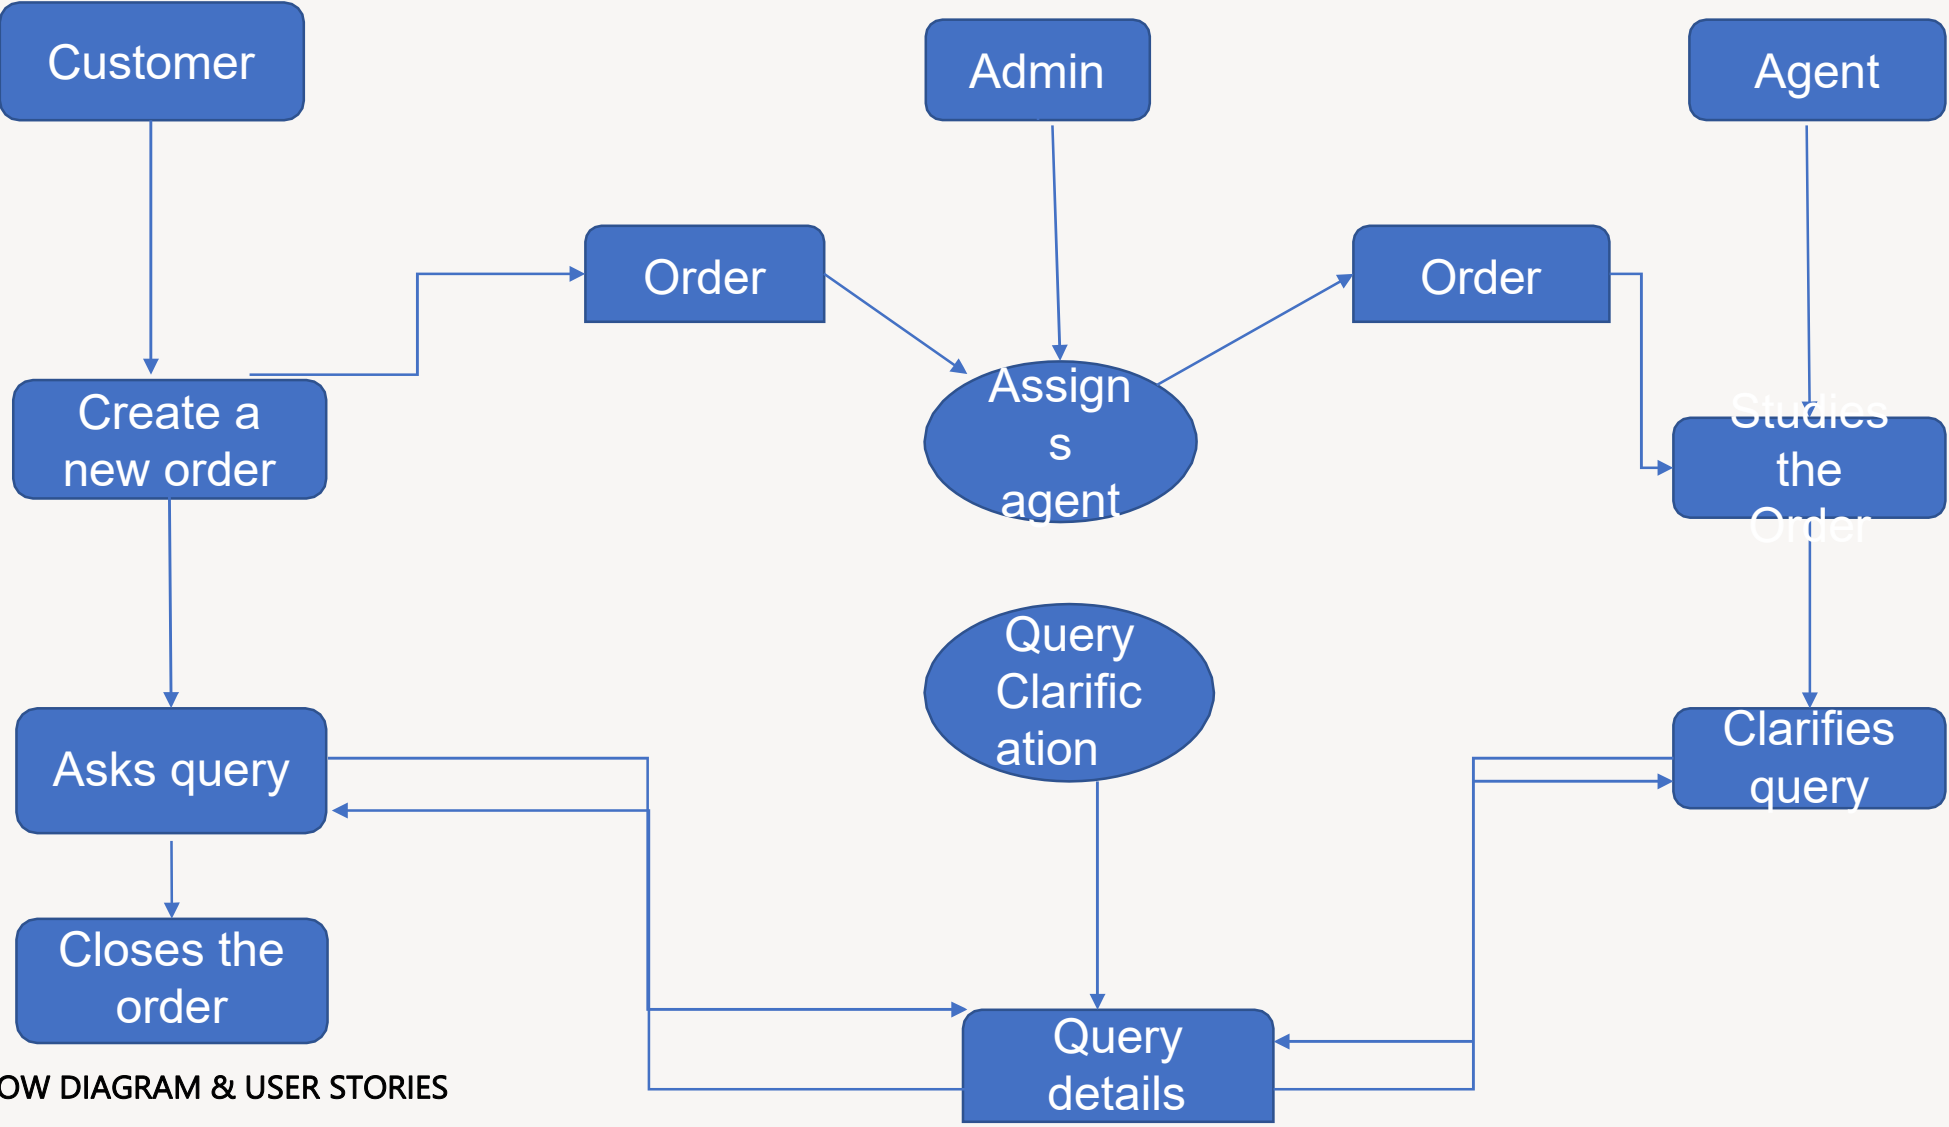 Customer
Admin
Agent
Order
Order
Create a
new order
Assign
s
agent
Studies
the
Order
Query
Clarific
ation
Asks query
Clarifies
query
Closes the
order
Query
details
OW DIAGRAM & USER STORIES